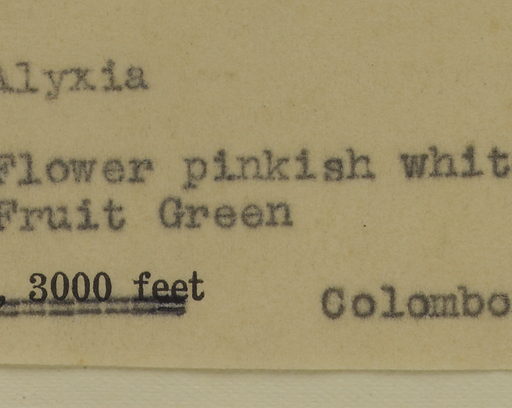 Alyxia
Flower pinkish whit
Fruit Green
, 3000 feet
Colombo